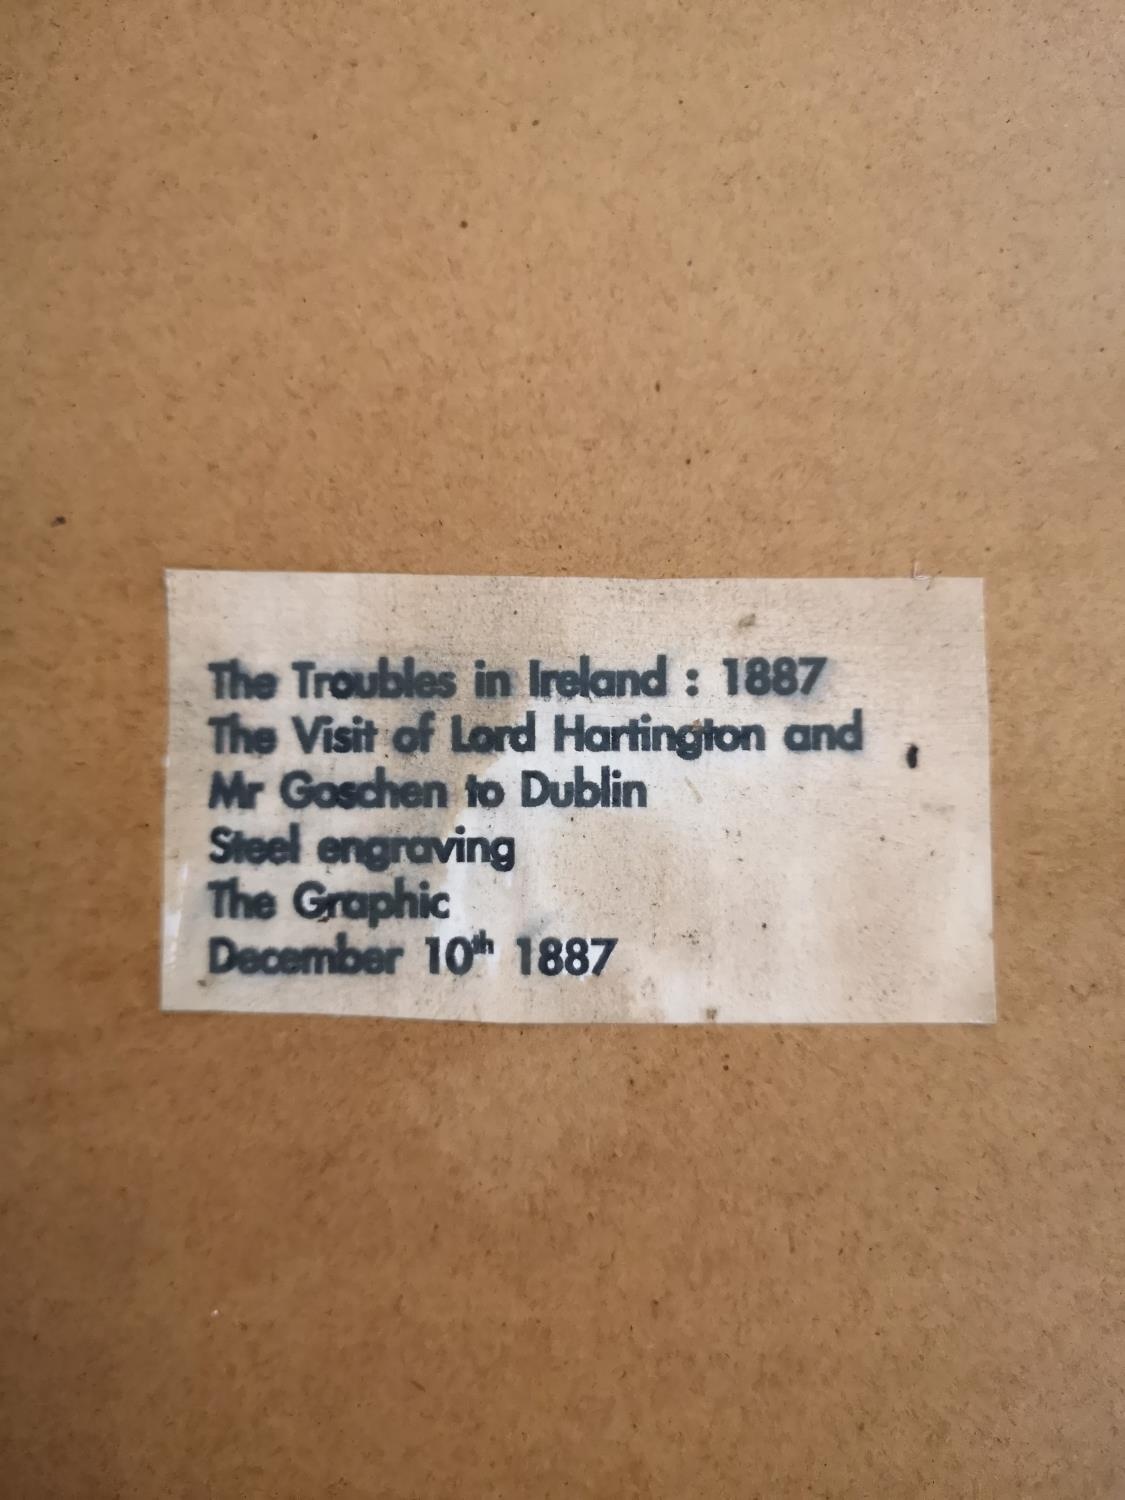 The Troubles in Ireland : 1887
The Visit of Lord Hartington and
Mr Goschen to Dublin
Steel engraving
The Graphic
December 10th 1887